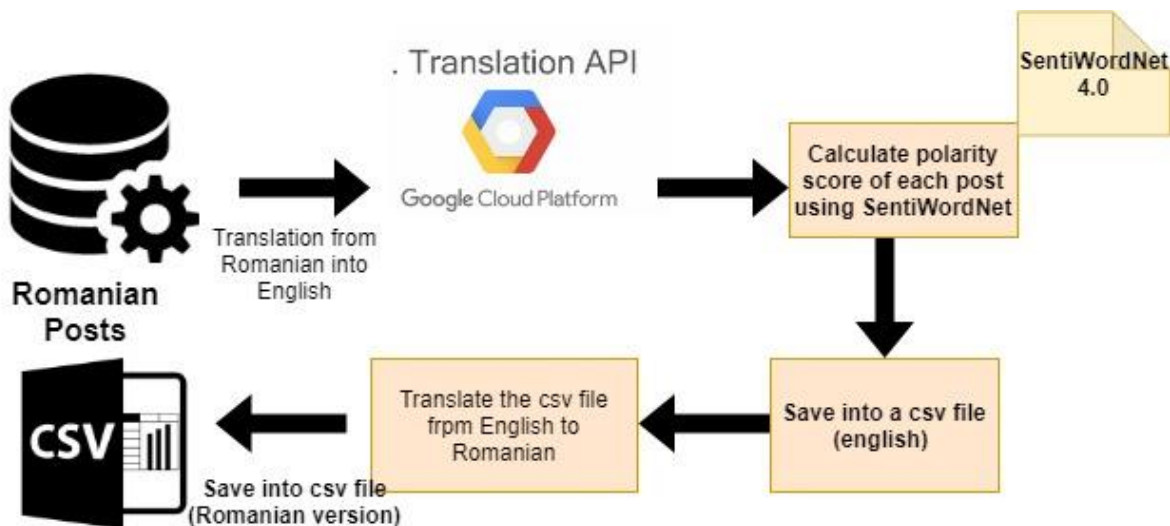 . Translation API
Google Cloud Platform
SentiWordNet
4.0
Calculate polarity
score of each post
using SentiWordNet
Translation from
Romanian into
English
Romanian
Posts
CSV
Save into csv file
(Romanian version)
Translate the csv file
frpm English to
Romanian
Save into a csv file
(english)